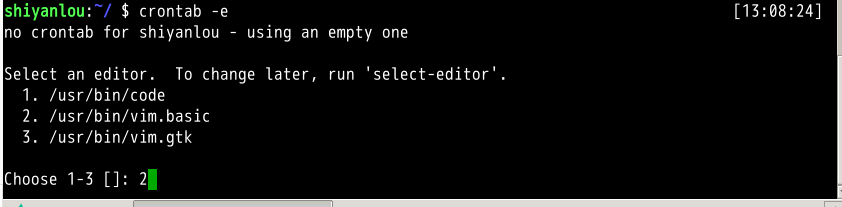 shiyanlou:~/ $ crontab -e [13:08:24]
no crontab for shiyanlou - using an empty one
Select an editor.  To change later, run 'select-editor'.
  1. /usr/bin/code
  2. /usr/bin/vim.basic
  3. /usr/bin/vim.gtk
Choose 1-3 []: 2